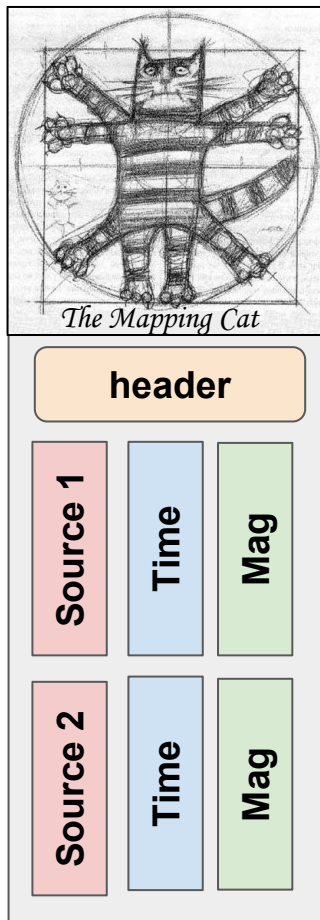 The Mapping Cat
header
Source 1
Time
Mag
Source 2
Time
Mag